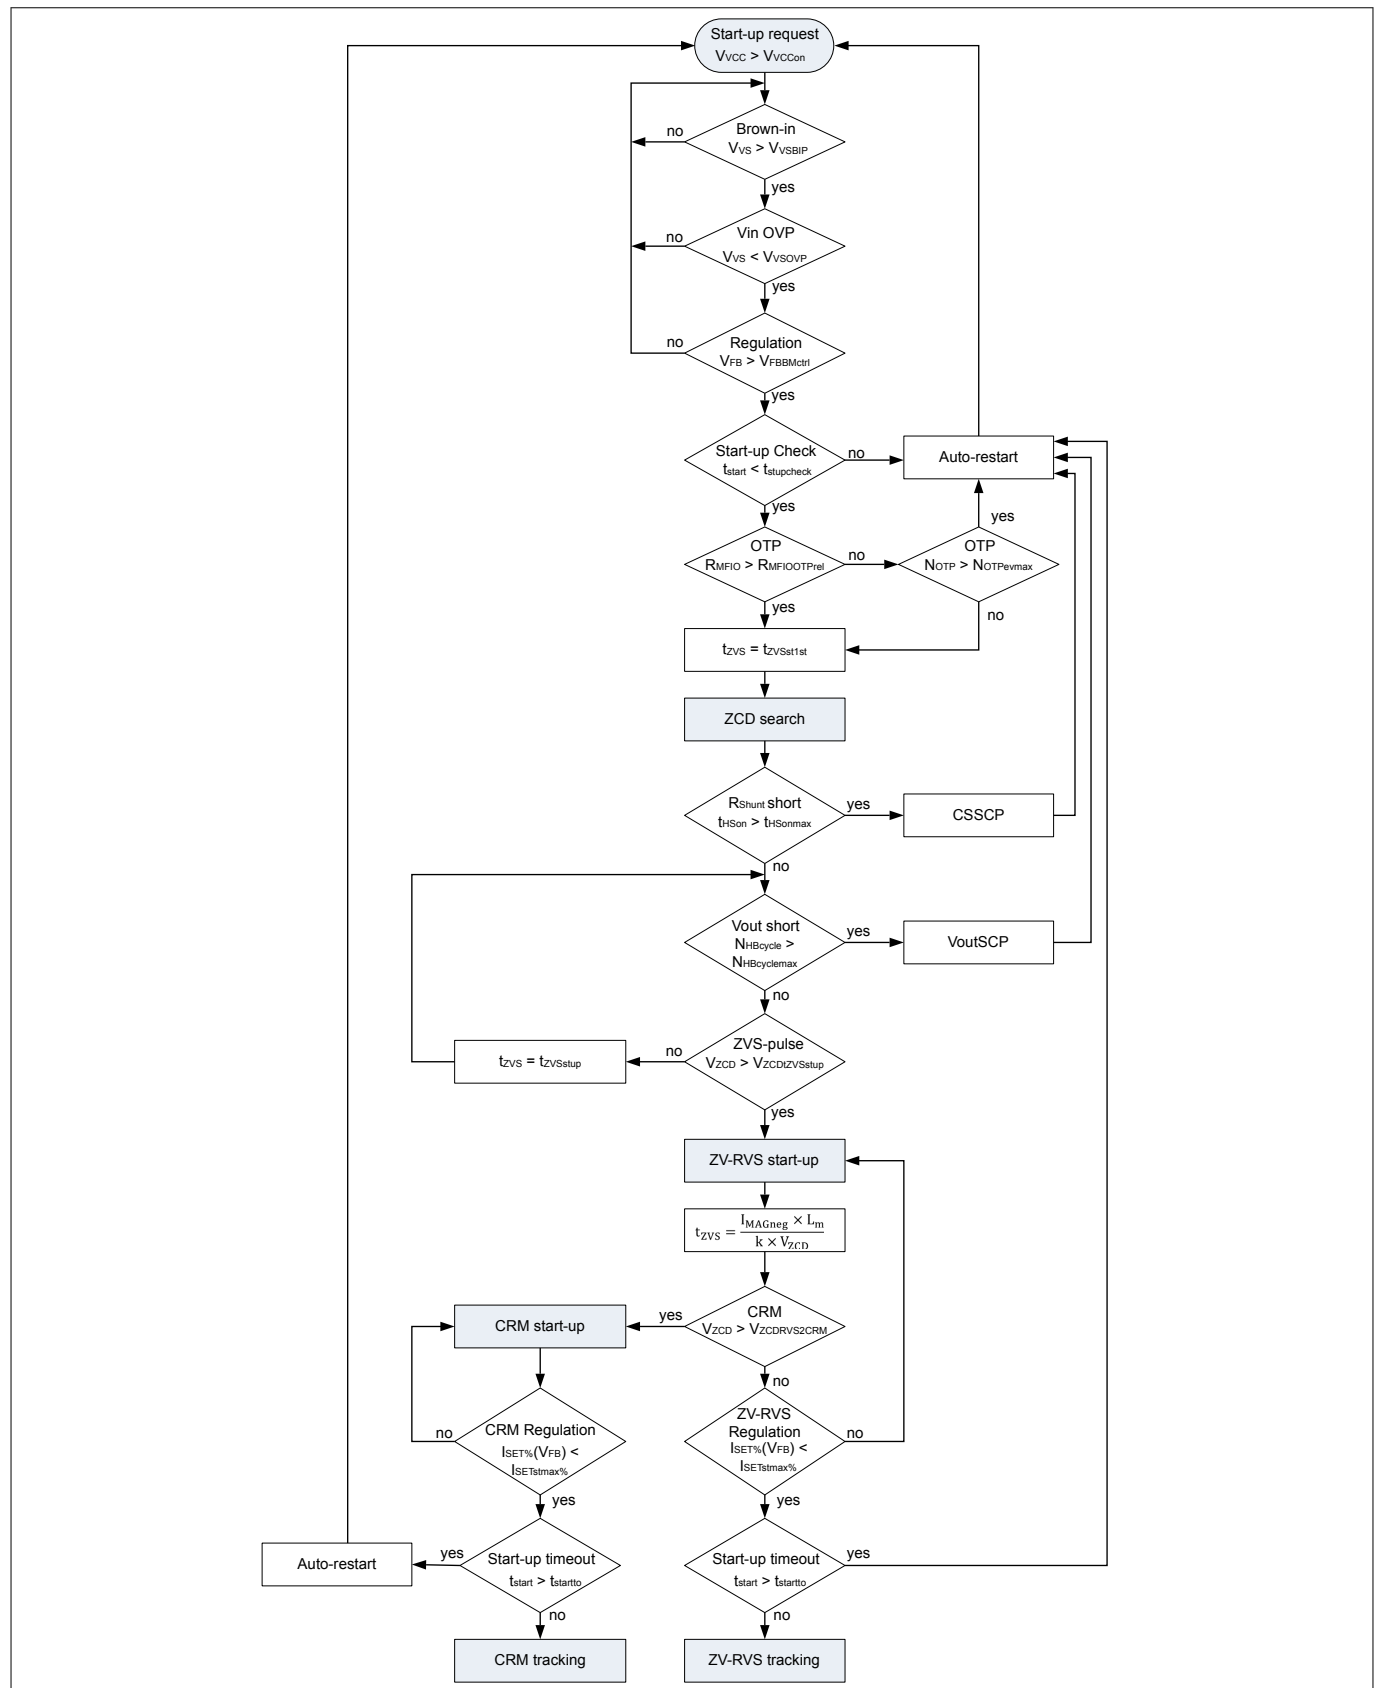 Start-up request
VVCC > VVCCon
Brown-in
VVS > VVSBIP
no
yes
Vin OVP
VVS < VVSOVP
no
yes
Regulation
VFB > VFBBMctrl
no
yes
Start-up Check
tstart < tstupcheck
no
Auto-restart
yes
yes
OTP
RMFIO > RMFIOOTPrel
no
OTP
NOTP > NOTPevmax
yes
no
tZVS = tZVSst1st
ZCD search
RShunt short
tHSon > tHSonmax
yes
CSSCP
no
Vout short
NHBcycle >
NHBcyclemax
yes
VoutSCP
no
ZVS-pulse
VZCD > VZCDtZVSstup
no
tZVS = tZVSstup
yes
ZV-RVS start-up
tZVS = IMAGneg × Lm
k × VZCD
CRM
VZCD > VZCDRVS2CRM
yes
CRM start-up
no
CRM Regulation
ISET%(VFB) <
ISETstmax%
no
ZV-RVS
Regulation
ISET%(VFB) <
ISETstmax%
no
yes
yes
Auto-restart
yes
Start-up timeout
tstart > tstartto
Start-up timeout
tstart > tstartto
yes
no
no
CRM tracking
ZV-RVS tracking